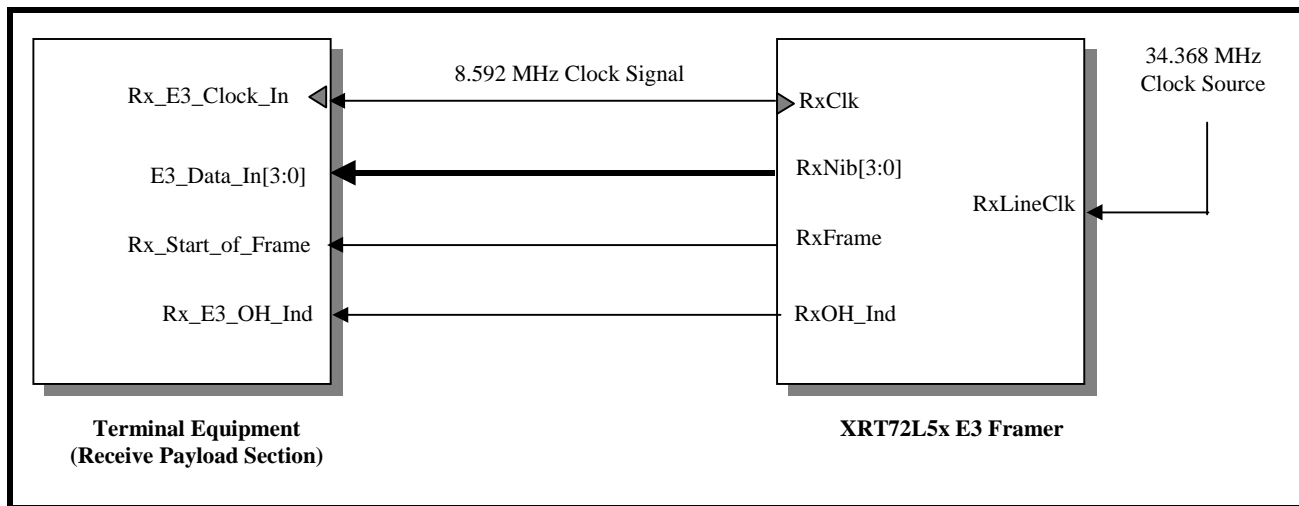 34.368 MHz
Clock Source
8.592 MHz Clock Signal
Rx_E3_Clock_In
RxClk
E3_Data_In[3:0]
RxNib[3:0]
RxLineClk
Rx_Start_of_Frame
RxFrame
Rx_E3_OH_Ind
RxOH_Ind
Terminal Equipment
(Receive Payload Section)
XRT72L5x E3 Framer